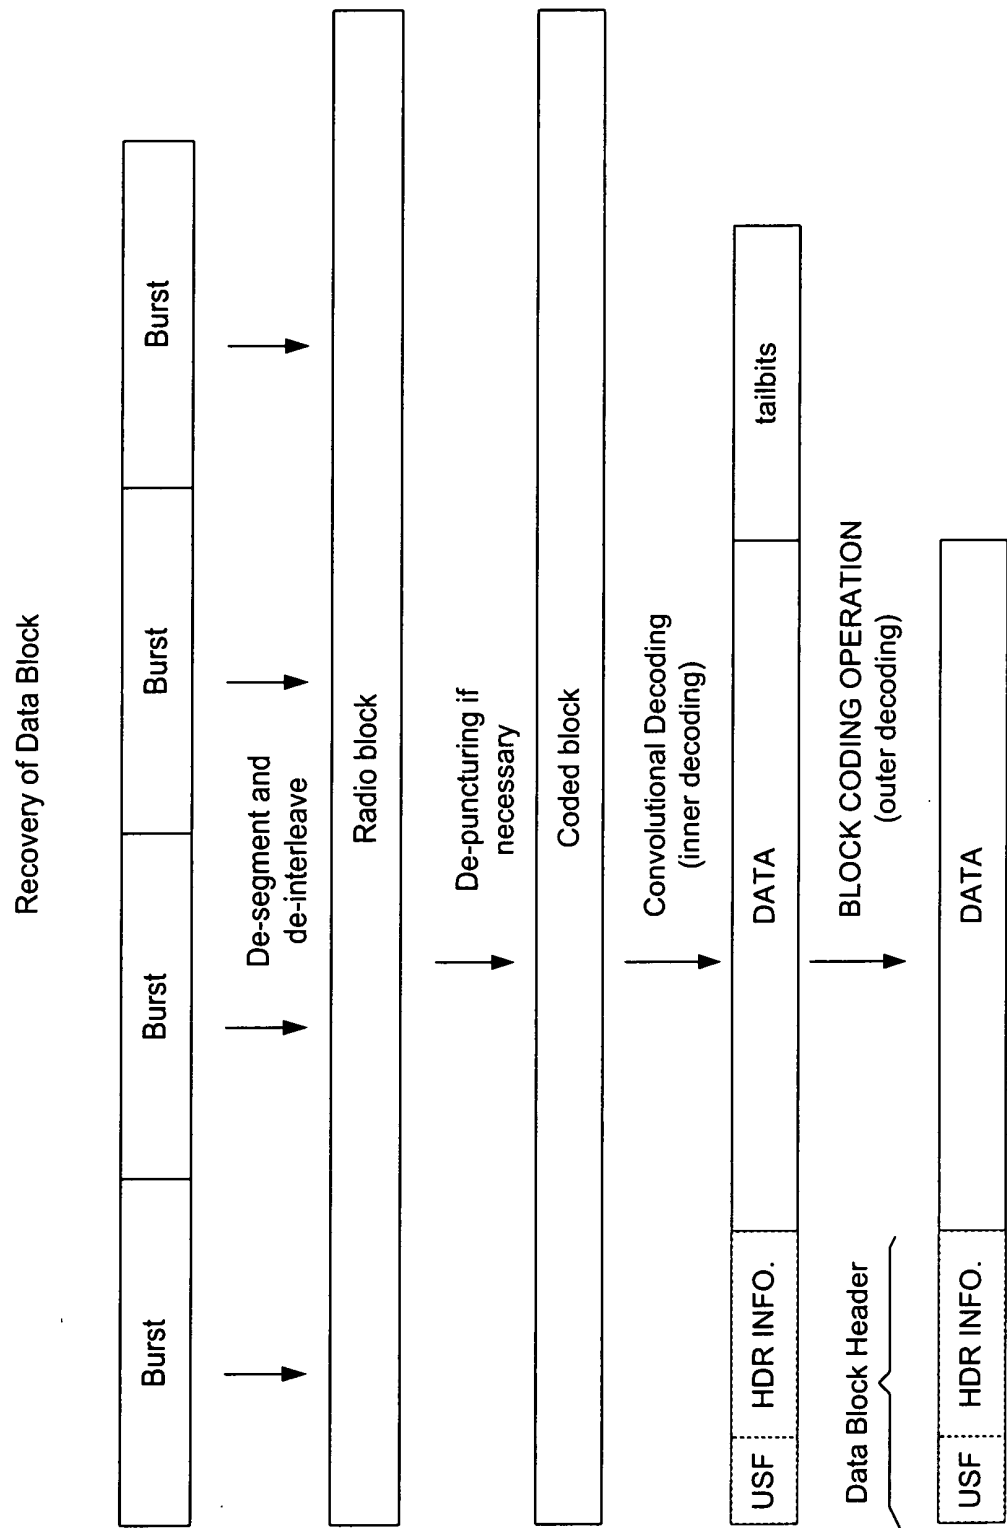 Recovery of Data Block
Burst
Burst
Burst
Burst
De-segment and
de-interleave
Radio block
De-puncturing if
necessary
Coded block
Convolutional Decoding
(inner decoding)
USF
HDR INFO.
DATA
tailbits
Data Block Header
BLOCK CODING OPERATION
(outer decoding)
USF
HDR INFO.
DATA